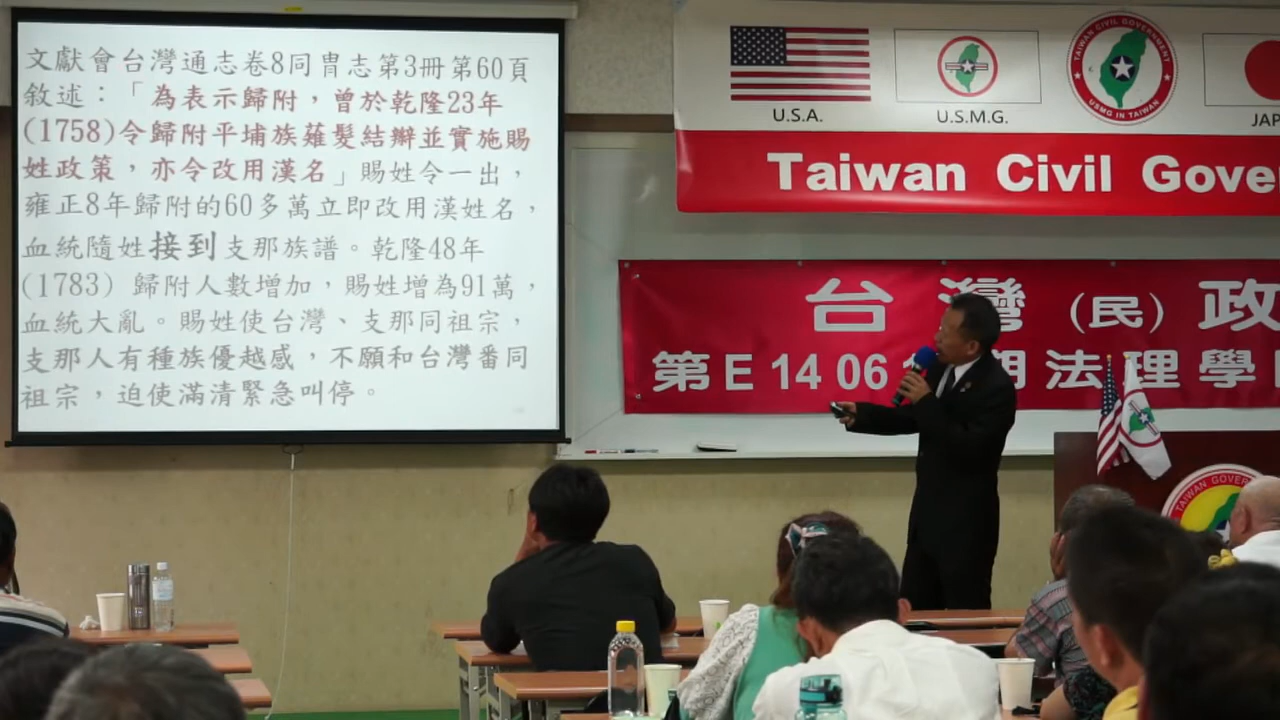 文獻會台灣通志卷8同冑志第3冊第60頁
敘述：「為表示歸附，曾於乾隆23年
(1758)令歸附平埔族薙髮結辮並實施賜
姓政策，亦令改用漢名」賜姓令一出，
雍正8年歸附的60多萬立即改用漢姓名，
血統隨姓接到支那族譜。乾隆48年
(1783) 歸附人數增加，賜姓增為91萬，
血統大亂。賜姓使台灣、支那同祖宗，
支那人有種族優越感，不願和台灣番同
祖宗，迫使滿清緊急叫停。
U.S.A.
U.S.M.G.
TAIWAN CIVIL GOVERNMENT
USMG IN TAIWAN
JAP
Taiwan Civil Gove
台灣（民）政
第E 14 06 期法理學
TAIWAN GOVER